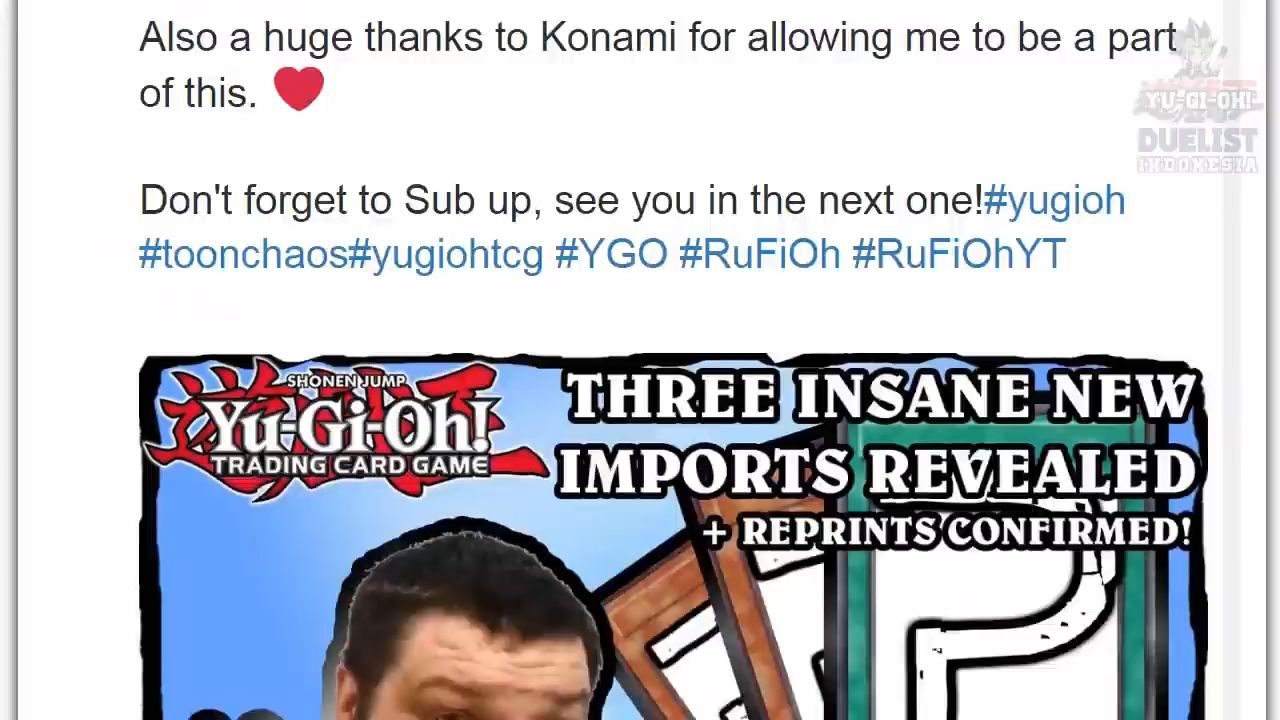 Also a huge thanks to Konami for allowing me to be a part
of this. ❤
Don't forget to Sub up, see you in the next one!#yugioh
#toonchaos#yugiohtcg #YGO #RuFiOh #RuFiOhYT
YU-GI-OH!
DUELIST
INDONESIA
SHONEN JUMP
Yu-Gi-Oh!
TRADING CARD GAME
THREE INSANE NEW
IMPORTS REVEALED
+ REPRINTS CONFIRMED!